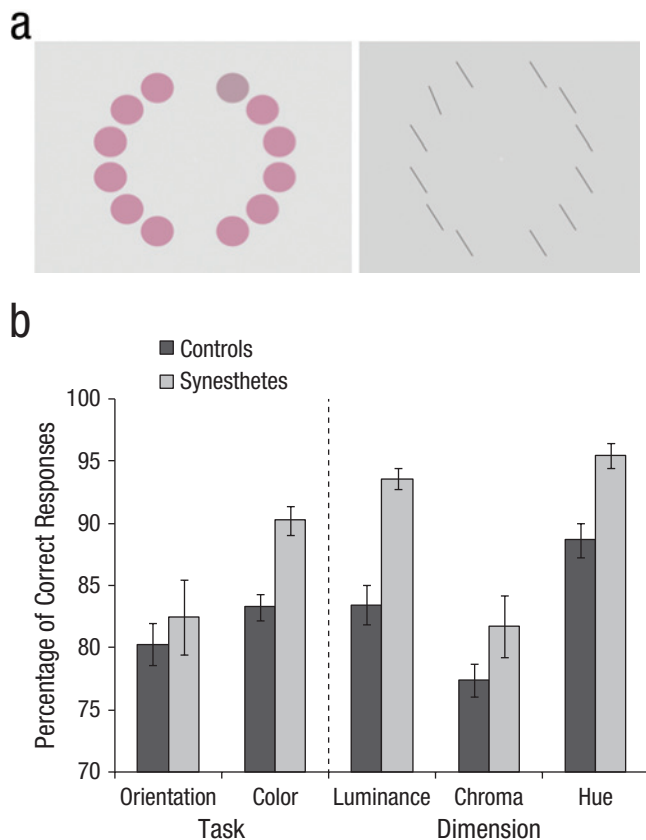 a
b
Controls
Synesthetes
100
95
90
85
80
75
70
Percentage of Correct Responses
Orientation Color Luminance Chroma Hue
Task Dimension